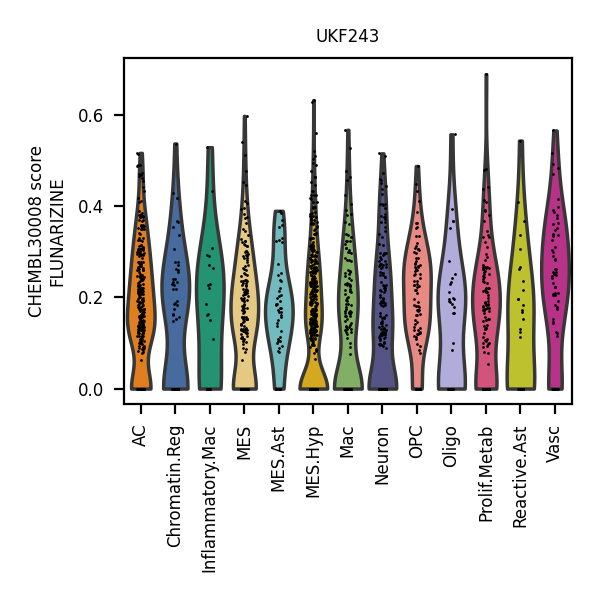 UKF243
CHEMBL30008 score
FLUNARIZINE
0.6
0.4
0.2
0.0
AC
Chromatin.Reg
Inflammatory.Mac
MES
MES.Ast
MES.Hyp
Mac
Neuron
OPC
Oligo
Prolif.Metab
Reactive.Ast
Vasc